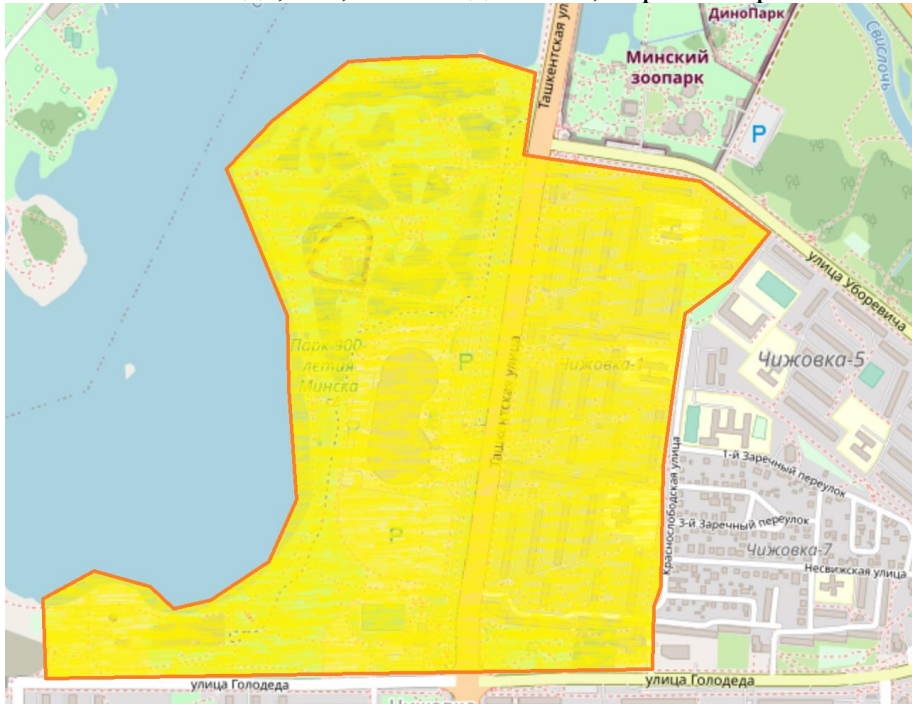 ДиноПарк
Минский
зоопарк
Ташкентская ул
Свислочь
P
улица Уборевича
Парк 900-
летия
Минска
P
Чижовка-1
Ташкентская улица
Чижовка-5
P
1-й Заречный переулок
3-й Заречный переулок
Краснослободская улица
Чижовка-7
Несвижская улица
улица Голодеда
улица Голодеда